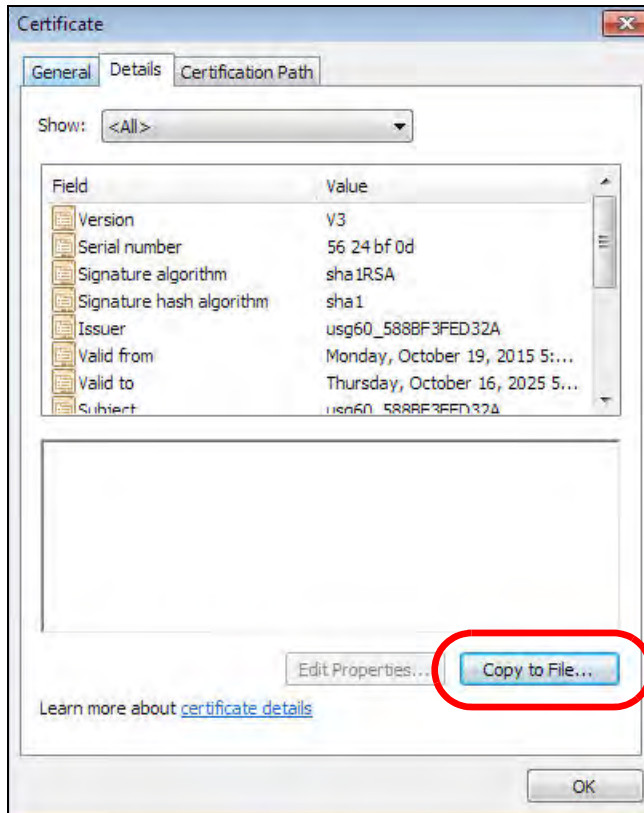 Certificate
General Details Certification Path
Show: <All>
Field Value
Version V3
Serial number 56 24 bf 0d
Signature algorithm sha1RSA
Signature hash algorithm sha1
Issuer usg60_588BF3FED32A
Valid from Monday, October 19, 2015 5:...
Valid to Thursday, October 16, 2025 5...
Subject usg60_588BF3FED32A
Edit Properties... Copy to File...
Learn more about certificate details
OK